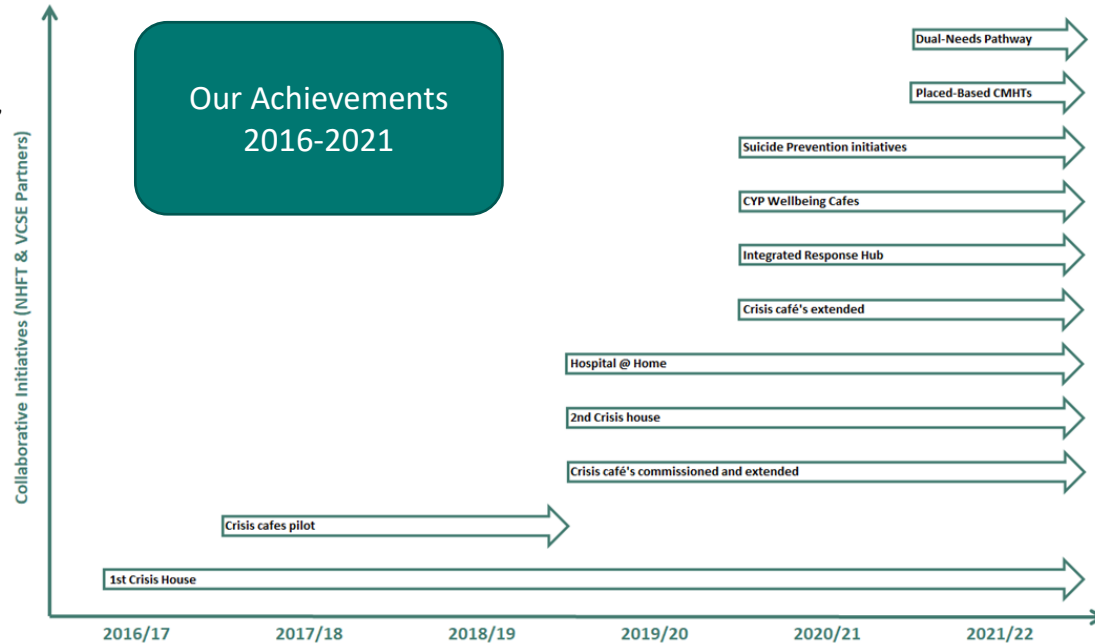 Our Achievements
2016-2021
Collaborative Initiatives (NHFT & VCSE Partners)
Dual-Needs Pathway
Placed-Based CMHTs
Suicide Prevention initiatives
CYP Wellbeing Cafes
Integrated Response Hub
Crisis café's extended
Hospital @ Home
2nd Crisis house
Crisis café's commissioned and extended
Crisis cafes pilot
1st Crisis House
2016/17 2017/18 2018/19 2019/20 2020/21 2021/22